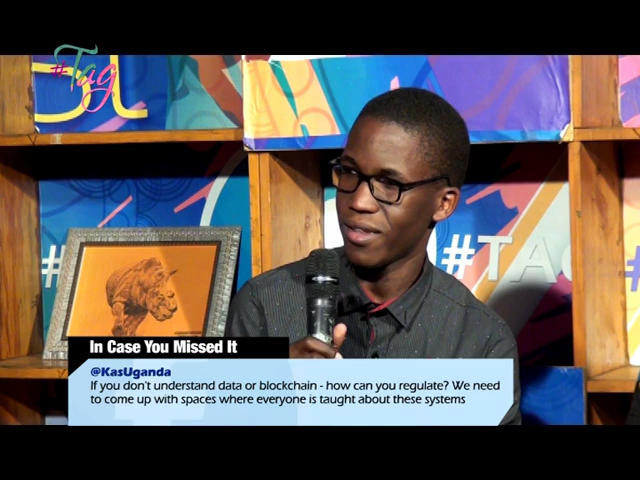 #Tag
#TAG
In Case You Missed It
@KasUganda
If you don't understand data or blockchain - how can you regulate? We need
to come up with spaces where everyone is taught about these systems